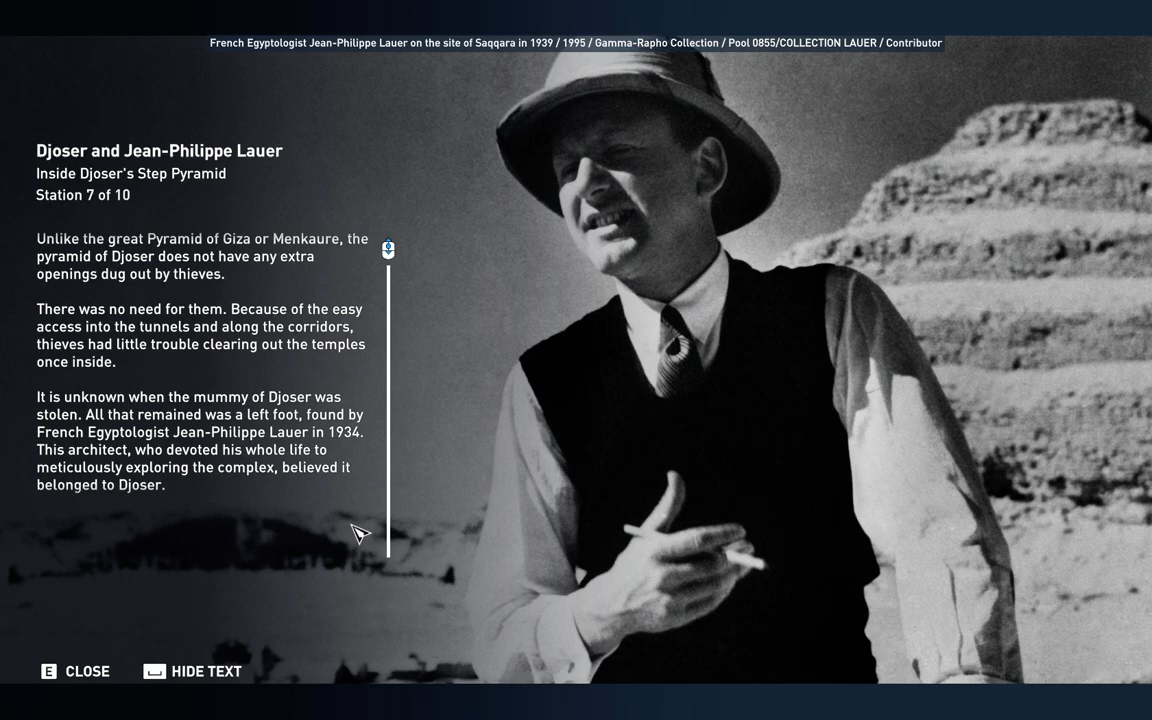 French Egyptologist Jean-Philippe Lauer on the site of Saqqara in 1939 / 1995 / Gamma-Rapho Collection / Pool 0855/COLLECTION LAUER / Contributor
Djoser and Jean-Philippe Lauer
Inside Djoser's Step Pyramid
Station 7 of 10
Unlike the great Pyramid of Giza or Menkaure, the
pyramid of Djoser does not have any extra
openings dug out by thieves.
There was no need for them. Because of the easy
access into the tunnels and along the corridors,
thieves had little trouble clearing out the temples
once inside.
It is unknown when the mummy of Djoser was
stolen. All that remained was a left foot, found by
French Egyptologist Jean-Philippe Lauer in 1934.
This architect, who devoted his whole life to
meticulously exploring the complex, believed it
belonged to Djoser.
E CLOSE HIDE TEXT